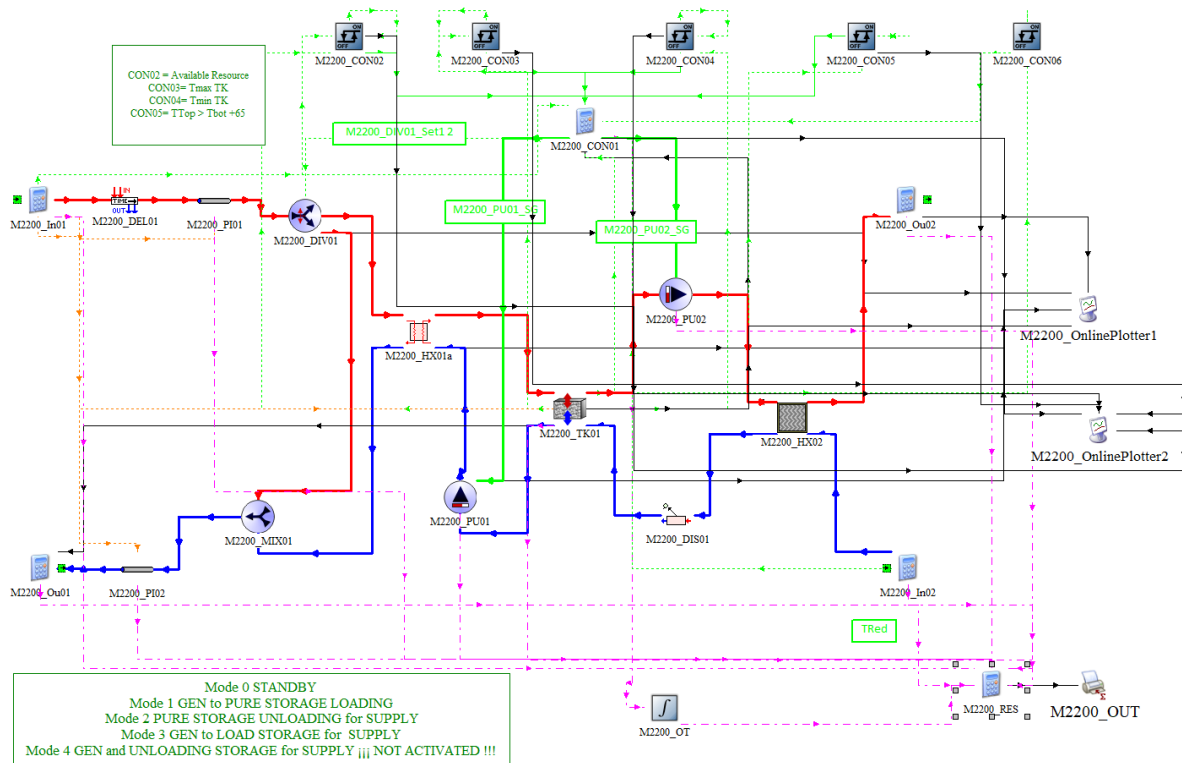 M2200_CON02
M2200_CON03
M2200_CON04
M2200_CON05
M2200_CON06
CON02 = Available Resource
CON03= Tmax TK
CON04= Tmin TK
CON05= TTop > Tbot +65
M2200_DIV01_Set1 2
M2200_CON01
M2200_In01
IN
OUT
M2200_DEL01
M2200_PI01
M2200_DIV01
M2200_PU01_SG
M2200_PU02_SG
M2200_Ou02
M2200_PU02
M2200_OnlinePlotter1
M2200_HX01a
M2200_TK01
M2200_HX02
M2200_OnlinePlotter2
M2200_PU01
M2200_MIX01
M2200_DIS01
M2200_Ou01
M2200_PI02
M2200_In02
TRed
Mode 0 STANDBY
Mode 1 GEN to PURE STORAGE LOADING
Mode 2 PURE STORAGE UNLOADING for SUPPLY
Mode 3 GEN to LOAD STORAGE for SUPPLY
Mode 4 GEN and UNLOADING STORAGE for SUPPLY ¡¡¡ NOT ACTIVATED !!!
M2200_OT
M2200_RES
M2200_OUT